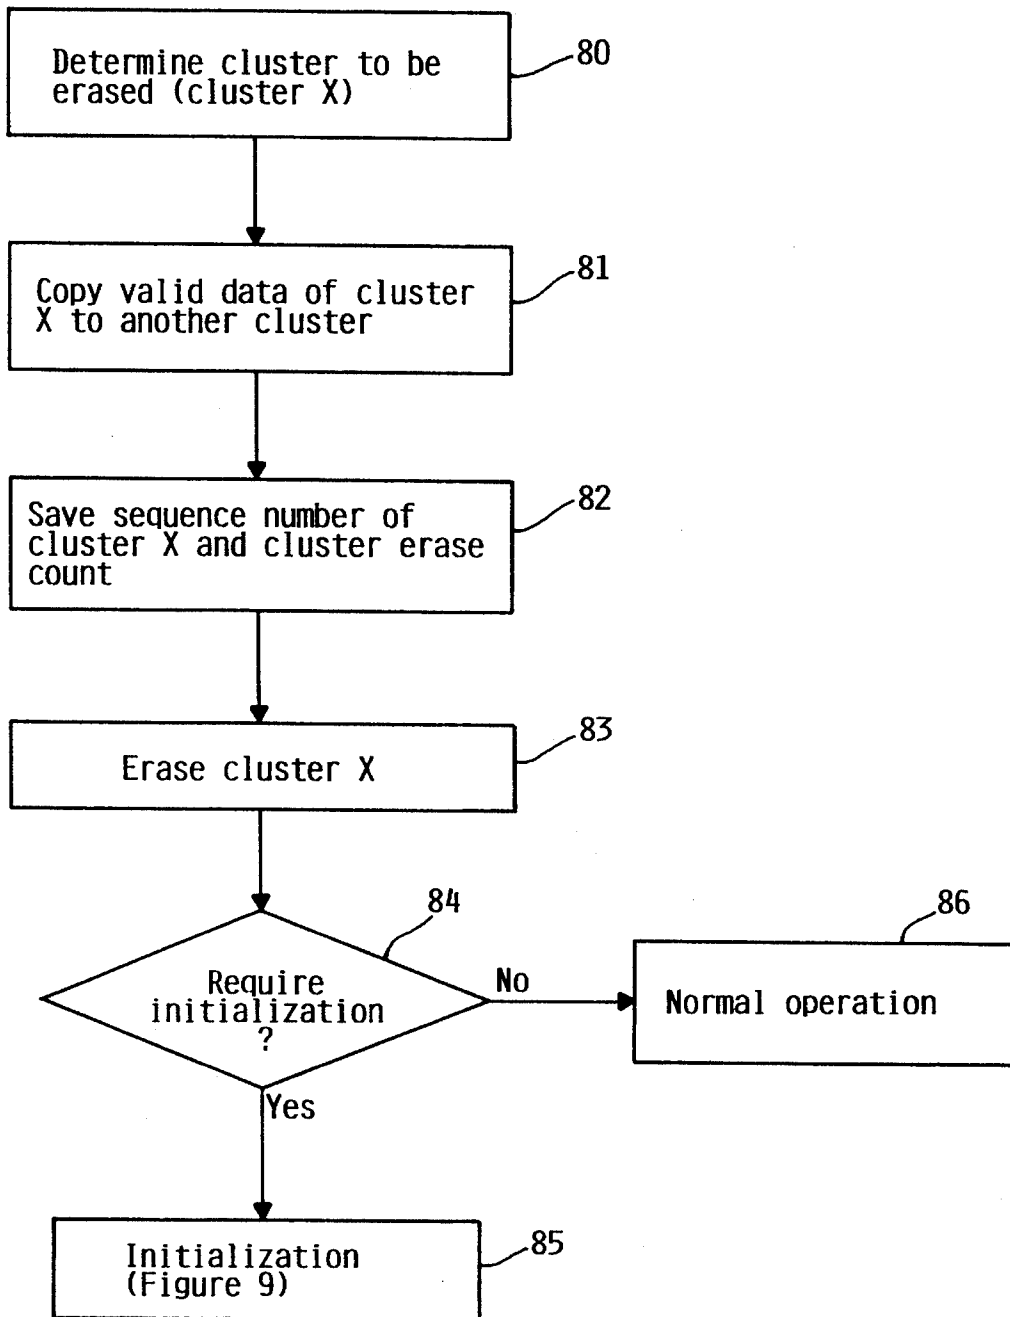 Determine cluster to be
erased (cluster X)
80
Copy valid data of cluster
X to another cluster
81
Save sequence number of
cluster X and cluster erase
count
82
Erase cluster X
83
84
Require
initialization
?
No
86
Normal operation
Yes
Initialization
(Figure 9)
85